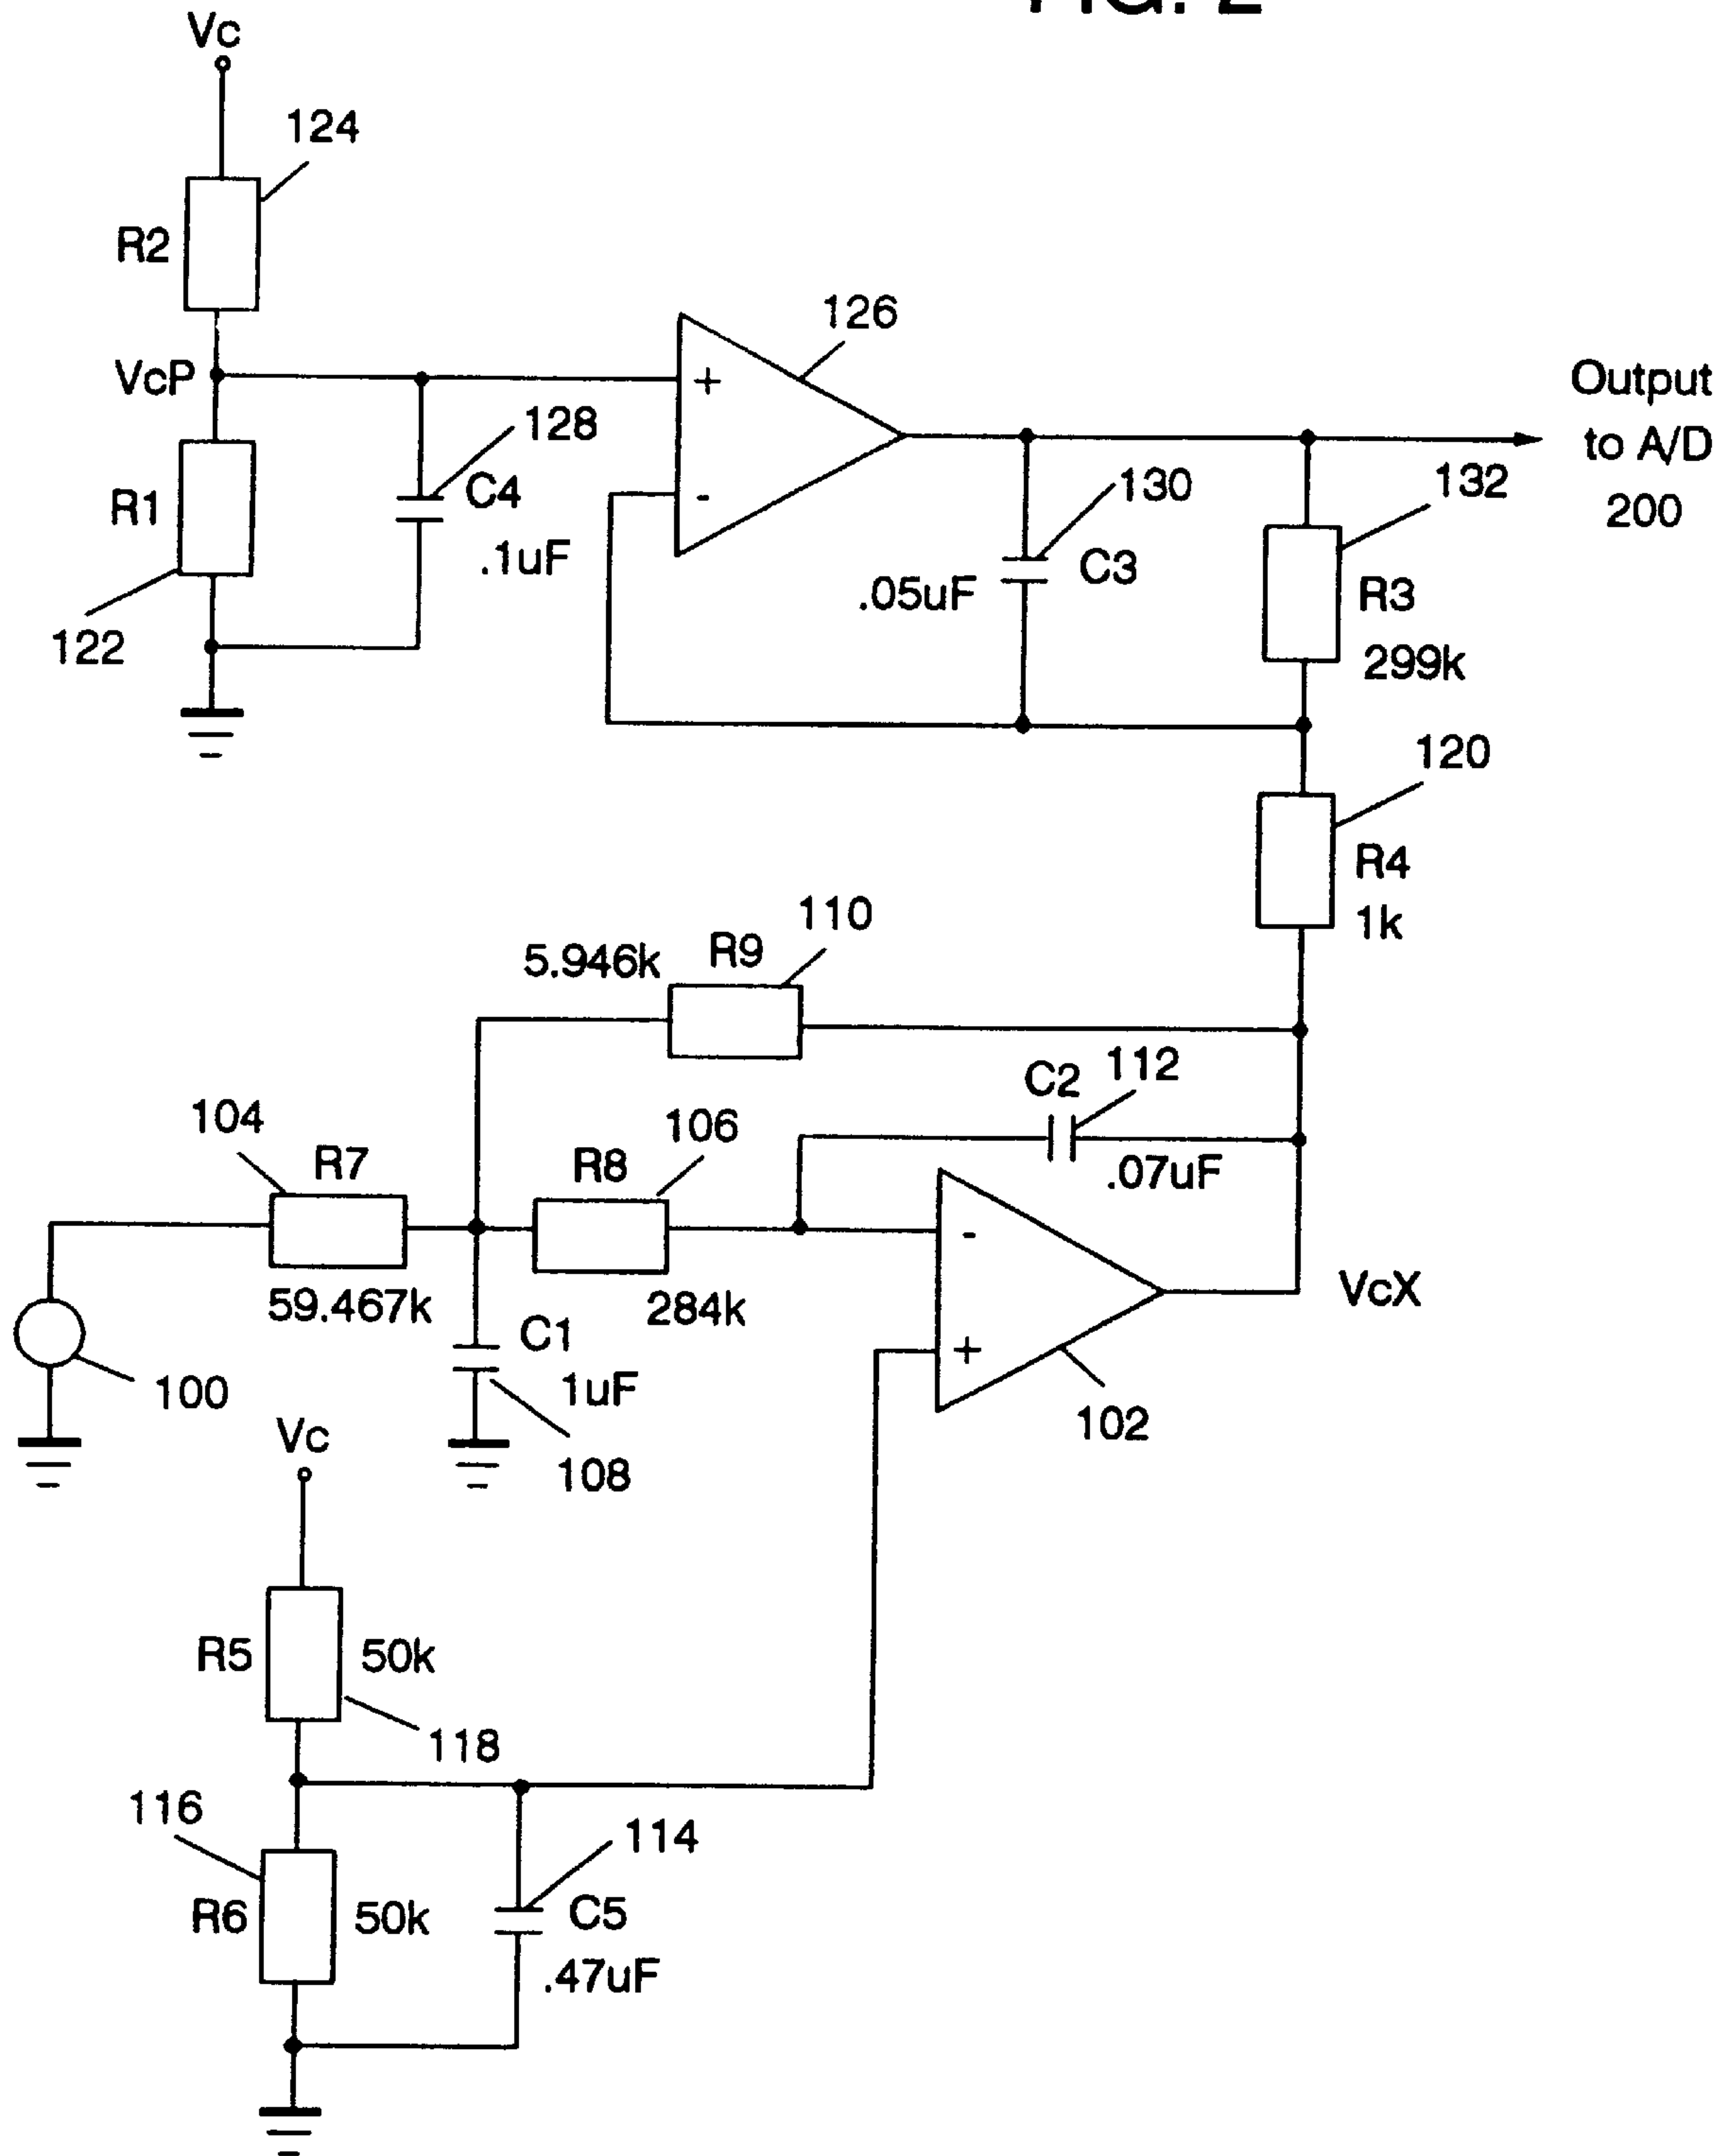 FIG. 2
Vc
124
R2
VcP
126
+
-
128
C4
.1uF
R1
122
130
C3
.05uF
Output
to A/D
200
132
R3
299k
120
R4
1k
110
R9
5.946k
C2
112
.07uF
104
R7
59.467k
106
R8
284k
-
+
VcX
102
C1
1uF
108
100
Vc
R5
50k
118
116
R6
50k
114
C5
.47uF